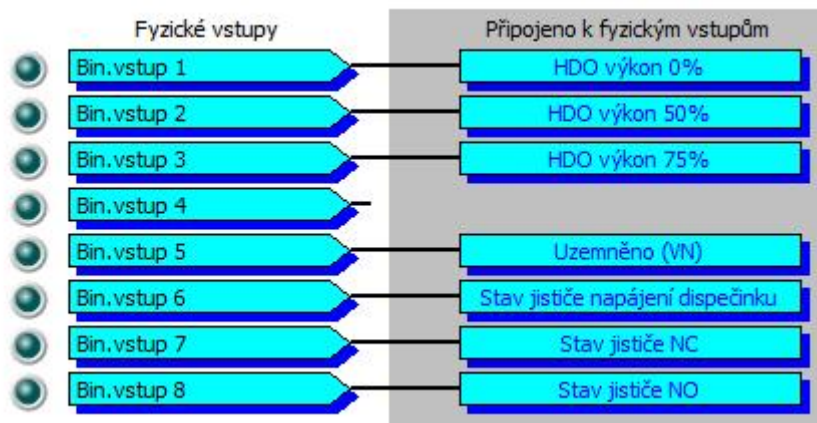 Fyzické vstupy Připojeno k fyzickým vstupům
Bin.vstup 1 HDO výkon 0%
Bin.vstup 2 HDO výkon 50%
Bin.vstup 3 HDO výkon 75%
Bin.vstup 4
Bin.vstup 5 Uzemněno (VN)
Bin.vstup 6 Stav jističe napájení dispečinku
Bin.vstup 7 Stav jističe NC
Bin.vstup 8 Stav jističe NO